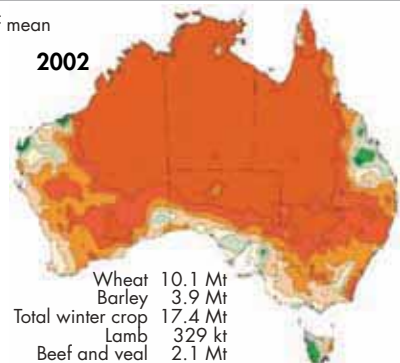 mean
2002
Wheat 10.1 Mt
Barley 3.9 Mt
Total winter crop 17.4 Mt
Lamb 329 kt
Beef and veal 2.1 Mt